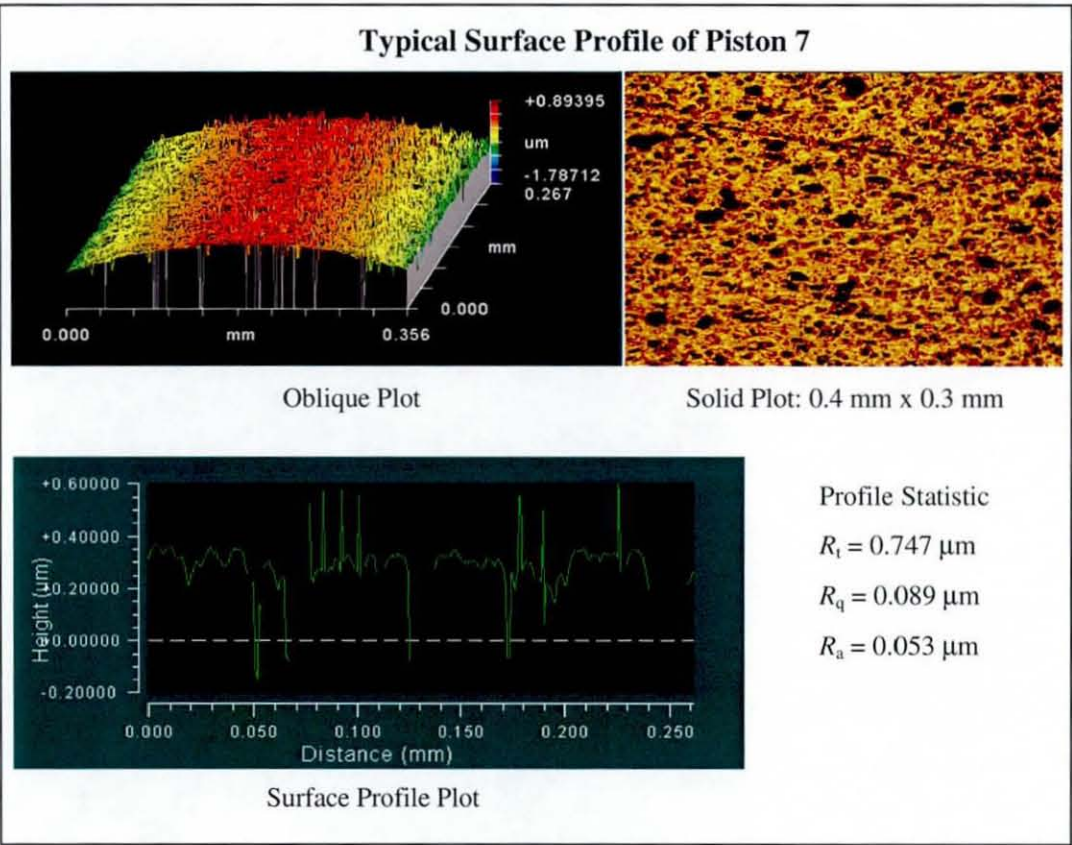 Typical Surface Profile of Piston 7
+0.89395
um
-1.78712
0.267
mm
0.000
0.000
mm
0.356
Oblique Plot
Solid Plot: 0.4 mm x 0.3 mm
+0.60000
+0.40000
+0.20000
+0.00000
-0.20000
Height (µm)
0.000 0.050 0.100 0.150 0.200 0.250
Distance (mm)
Surface Profile Plot
Profile Statistic
Rt = 0.747 µm
Rq = 0.089 µm
Ra = 0.053 µm